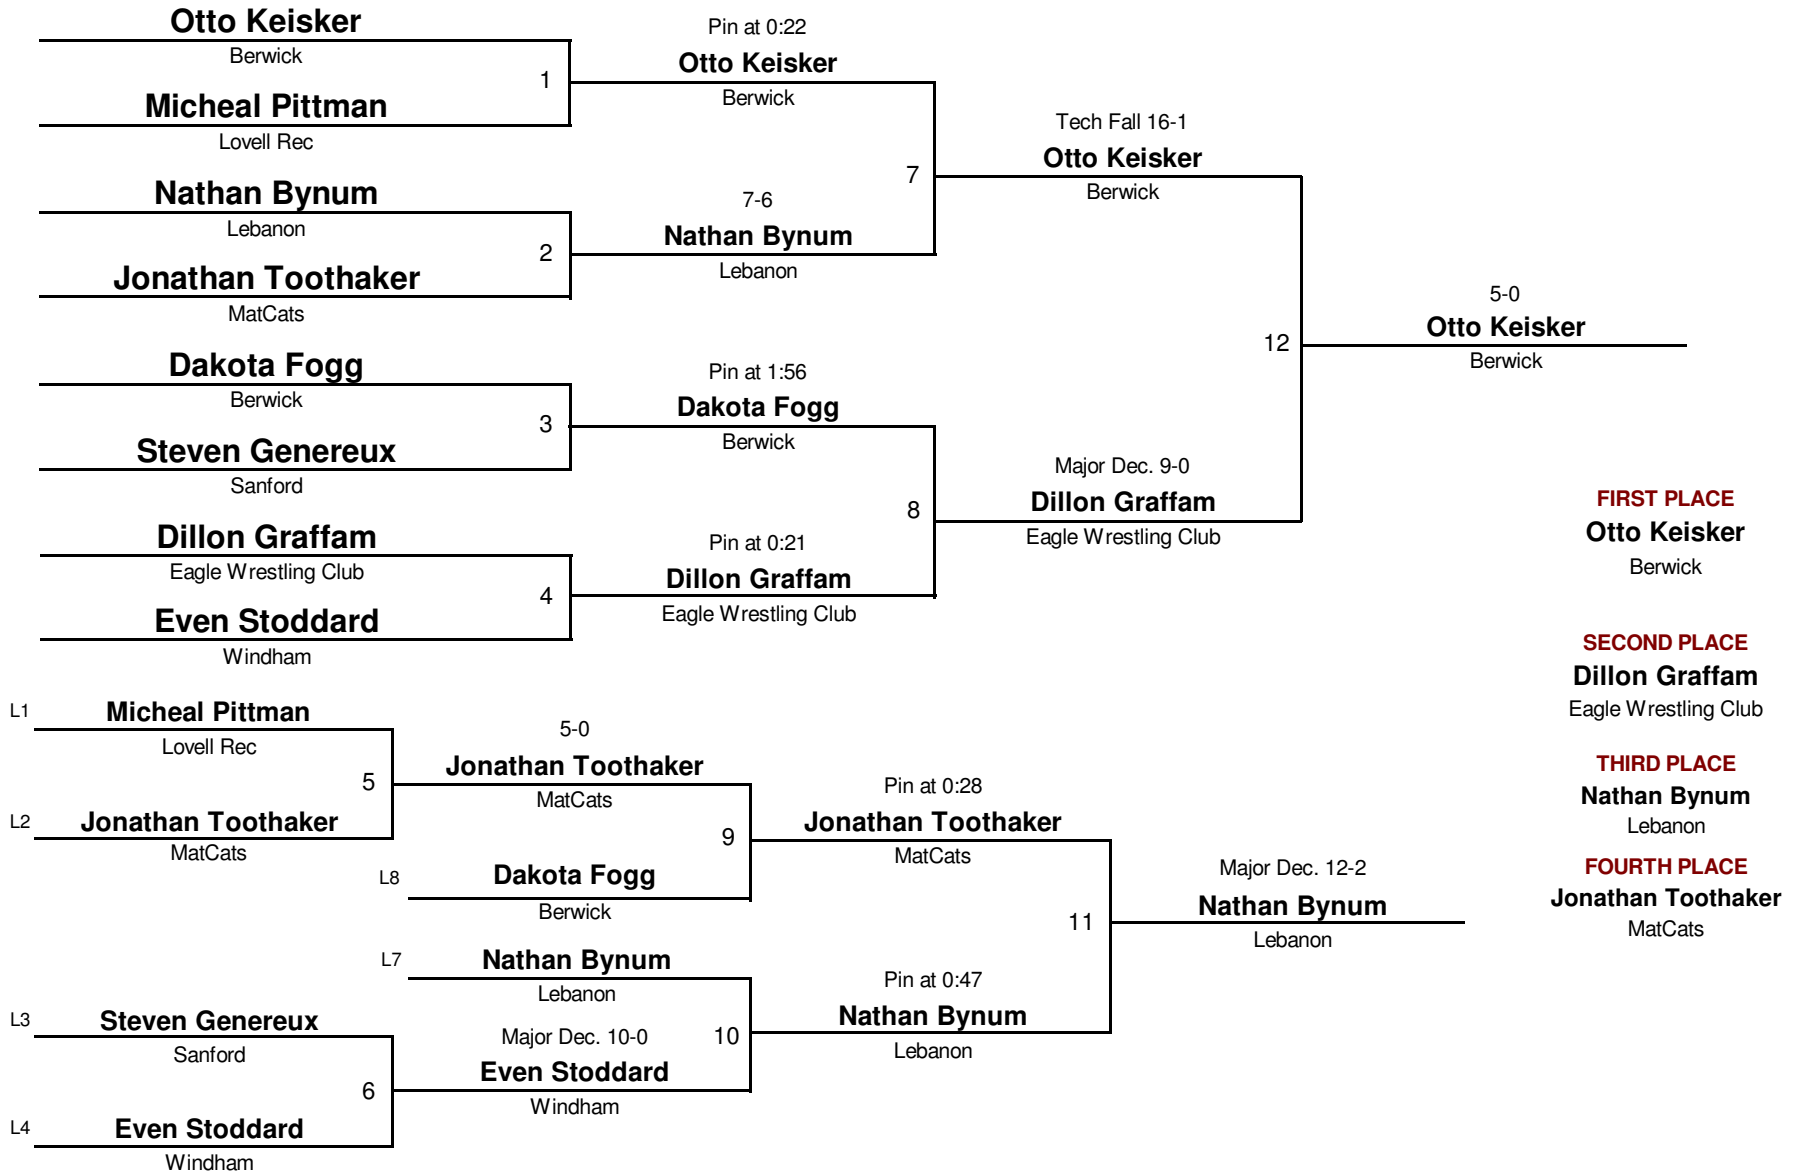 Otto Keisker
Berwick
1
Micheal Pittman
Lovell Rec
Pin at 0:22
Otto Keisker
Berwick
Nathan Bynum
Lebanon
2
Jonathan Toothaker
MatCats
7-6
Nathan Bynum
Lebanon
7
Tech Fall 16-1
Otto Keisker
Berwick
Dakota Fogg
Berwick
3
Steven Genereux
Sanford
Pin at 1:56
Dakota Fogg
Berwick
Dillon Graffam
Eagle Wrestling Club
4
Even Stoddard
Windham
Pin at 0:21
Dillon Graffam
Eagle Wrestling Club
8
Major Dec. 9-0
Dillon Graffam
Eagle Wrestling Club
12
5-0
Otto Keisker
Berwick
FIRST PLACE
Otto Keisker
Berwick
SECOND PLACE
Dillon Graffam
Eagle Wrestling Club
THIRD PLACE
Nathan Bynum
Lebanon
FOURTH PLACE
Jonathan Toothaker
MatCats
L1 Micheal Pittman
Lovell Rec
5
L2 Jonathan Toothaker
MatCats
5-0
Jonathan Toothaker
MatCats
9
L8 Dakota Fogg
Berwick
Pin at 0:28
Jonathan Toothaker
MatCats
L7 Nathan Bynum
Lebanon
L3 Steven Genereux
Sanford
6
L4 Even Stoddard
Windham
Major Dec. 10-0
Even Stoddard
Windham
10
Pin at 0:47
Nathan Bynum
Lebanon
11
Major Dec. 12-2
Nathan Bynum
Lebanon